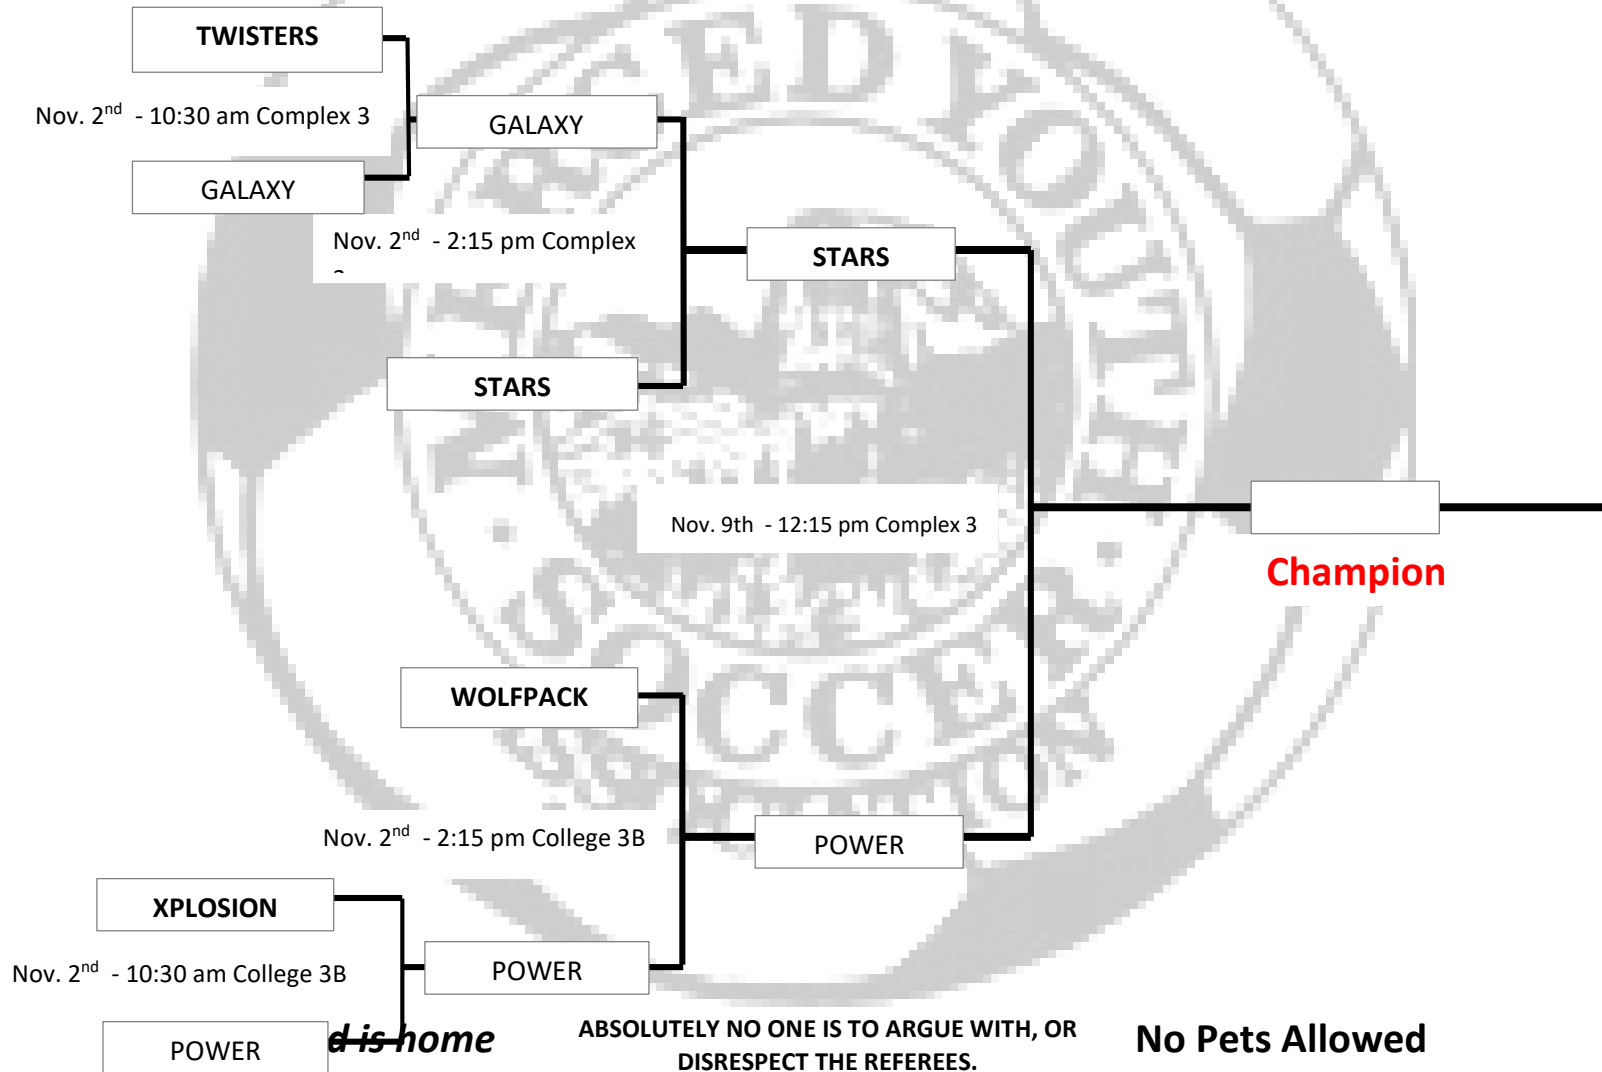 TWISTERS
Nov. 2nd - 10:30 am Complex 3
GALAXY
GALAXY
Nov. 2nd - 2:15 pm Complex
STARS
STARS
Nov. 9th - 12:15 pm Complex 3
Champion
WOLFPACK
Nov. 2nd - 2:15 pm College 3B
POWER
XPLOSION
POWER
Nov. 2nd - 10:30 am College 3B
POWER
is home
ABSOLUTELY NO ONE IS TO ARGUE WITH, OR
DISRESPECT THE REFEREES.
No Pets Allowed
YOUTH
SOCCER